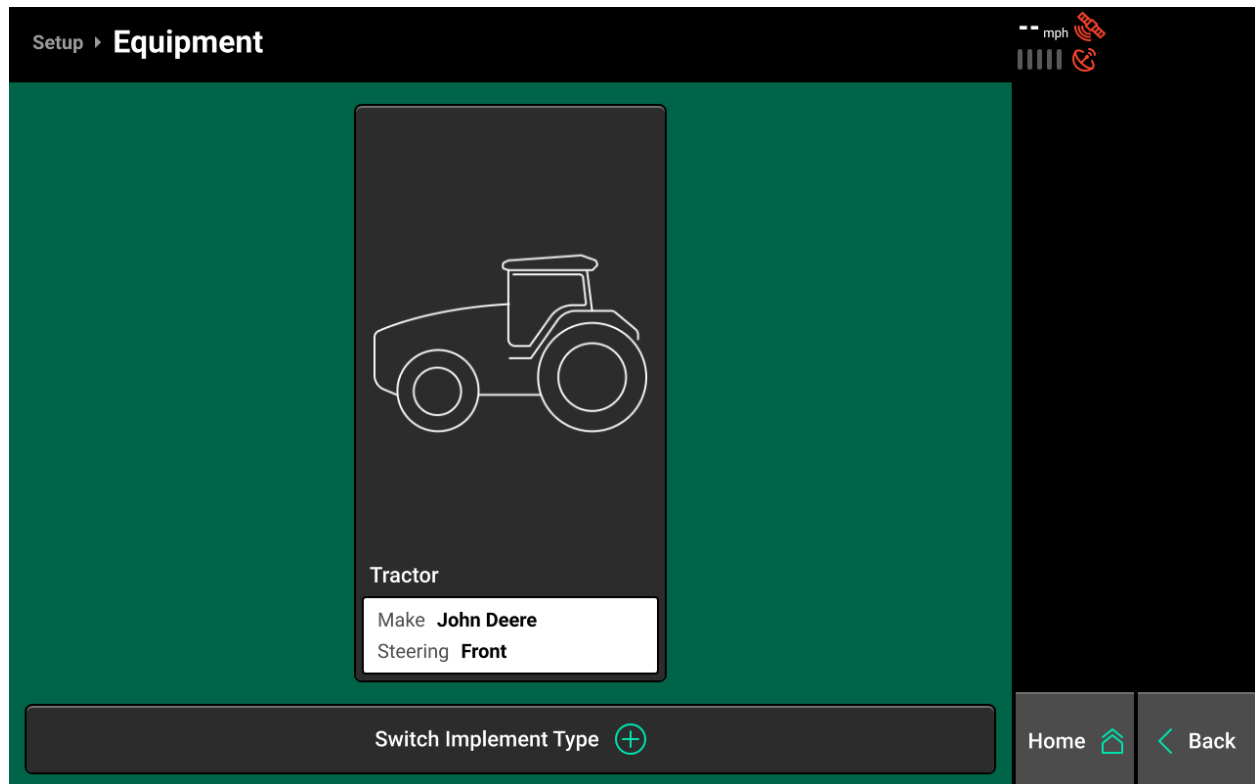 Setup ▸ Equipment
-- mph
Tractor
Make John Deere
Steering Front
Switch Implement Type
Home
Back